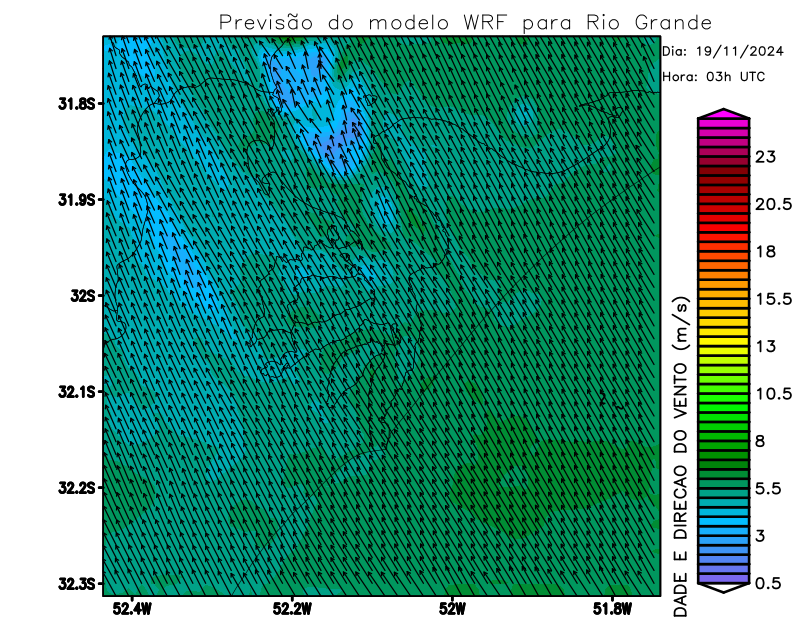 Previsão do modelo WRF para Rio Grande
Dia: 19/11/2024
Hora: 03h UTC
31.8S
31.9S
32S
32.1S
32.2S
32.3S
52.4W
52.2W
52W
51.8W
23
20.5
18
15.5
13
10.5
8
5.5
3
0.5
DADE E DIRECAO DO VENTO (m/s)